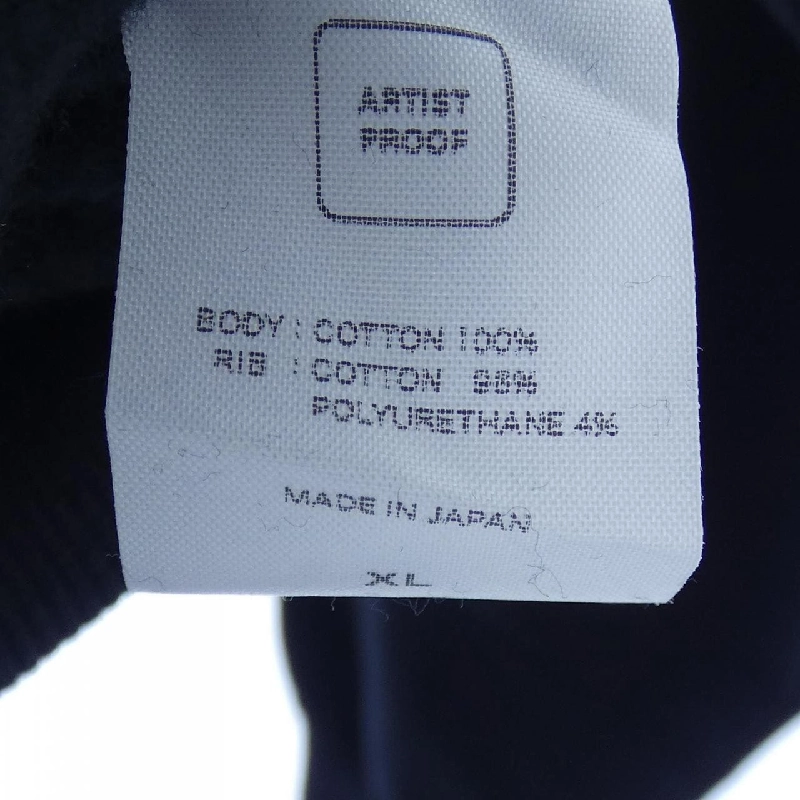 ARTIST
PROOF
BODY : COTTON 100%
RIB : COTTON 96%
POLYURETHANE 4%
MADE IN JAPAN
XL